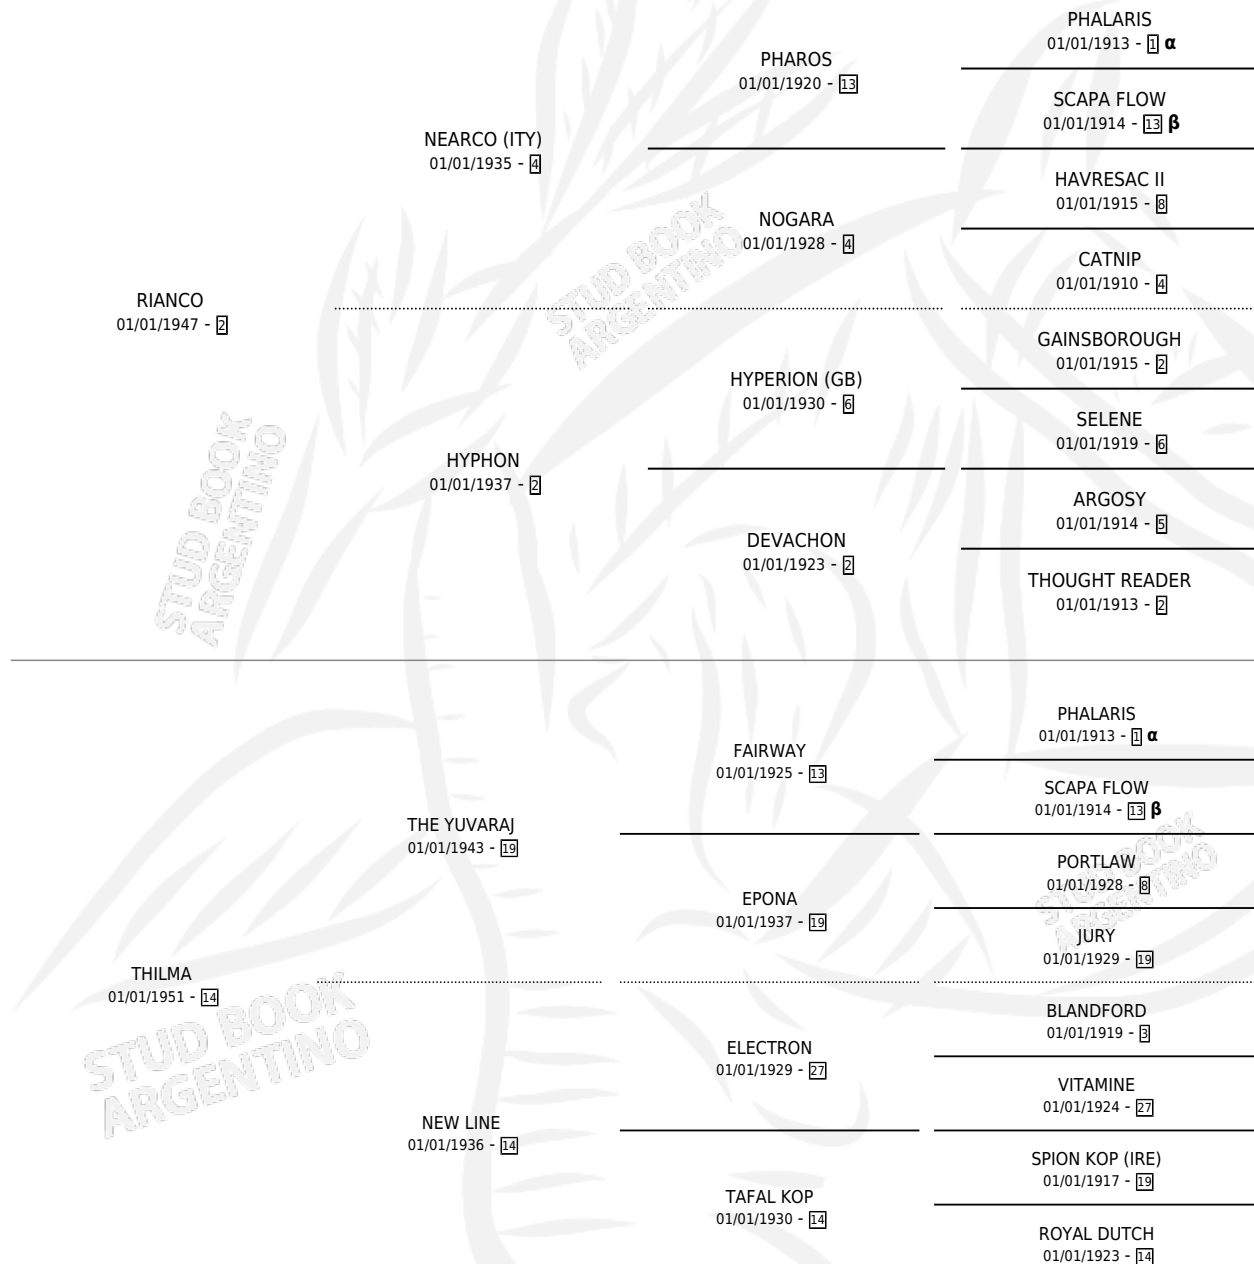 PHALARIS
01/01/1913 - 1 α
PHAROS
01/01/1920 - 13
SCAPA FLOW
01/01/1914 - 13 β
NEARCO (ITY)
01/01/1935 - 4
HAVRESAC II
01/01/1915 - 8
NOGARA
01/01/1928 - 4
CATNIP
01/01/1910 - 4
RIANCO
01/01/1947 - 2
GAINSBOROUGH
01/01/1915 - 2
HYPERION (GB)
01/01/1930 - 6
SELENE
01/01/1919 - 6
HYPHON
01/01/1937 - 2
ARGOSY
01/01/1914 - 5
DEVACHON
01/01/1923 - 2
THOUGHT READER
01/01/1913 - 2
STUD BOOK
ARGENTINO
STUD BOOK
ARGENTINO
PHALARIS
01/01/1913 - 1 α
FAIRWAY
01/01/1925 - 13
SCAPA FLOW
01/01/1914 - 13 β
THE YUVARAJ
01/01/1943 - 19
PORTLAW
01/01/1928 - 8
EPONA
01/01/1937 - 19
JURY
01/01/1929 - 19
THILMA
01/01/1951 - 14
BLANDFORD
01/01/1919 - 3
ELECTRON
01/01/1929 - 27
VITAMINE
01/01/1924 - 27
NEW LINE
01/01/1936 - 14
SPION KOP (IRE)
01/01/1917 - 19
TAFAL KOP
01/01/1930 - 14
ROYAL DUTCH
01/01/1923 - 14
STUD BOOK
ARGENTINO
STUD BOOK
ARGENTINO